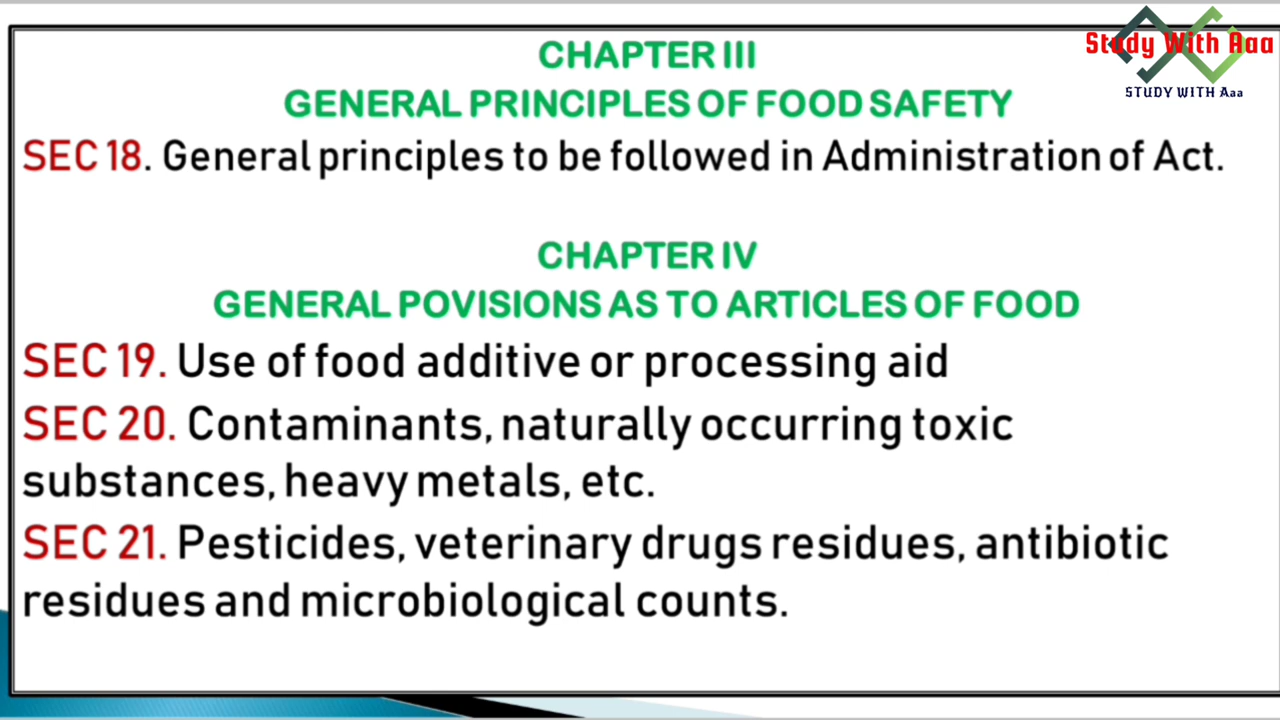 Study With Aaa
STUDY WITH Aaa
CHAPTER III
GENERAL PRINCIPLES OF FOOD SAFETY
SEC 18. General principles to be followed in Administration of Act.
CHAPTER IV
GENERAL POVISIONS AS TO ARTICLES OF FOOD
SEC 19. Use of food additive or processing aid
SEC 20. Contaminants, naturally occurring toxic
substances, heavy metals, etc.
SEC 21. Pesticides, veterinary drugs residues, antibiotic
residues and microbiological counts.